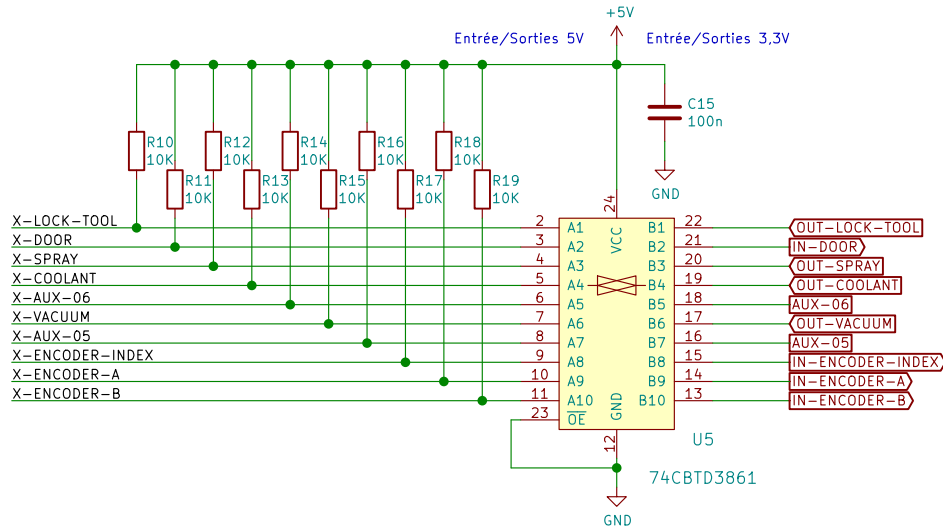 +5V
Entrée/Sorties 5V
Entrée/Sorties 3,3V
C15
100n
GND
R10
10K
R12
10K
R14
10K
R16
10K
R18
10K
R11
10K
R13
10K
R15
10K
R17
10K
R19
10K
24
VCC
X-LOCK-TOOL 2 A1 B1 22 OUT-LOCK-TOOL
X-DOOR 3 A2 B2 21 IN-DOOR
X-SPRAY 4 A3 B3 20 OUT-SPRAY
X-COOLANT 5 A4 B4 19 OUT-COOLANT
X-AUX-06 6 A5 B5 18 AUX-06
X-VACUUM 7 A6 B6 17 OUT-VACUUM
X-AUX-05 8 A7 B7 16 AUX-05
X-ENCODER-INDEX 9 A8 B8 15 IN-ENCODER-INDEX
X-ENCODER-A 10 A9 B9 14 IN-ENCODER-A
X-ENCODER-B 11 A10 B10 13 IN-ENCODER-B
23 OE
GND
12
U5
74CBTD3861
GND